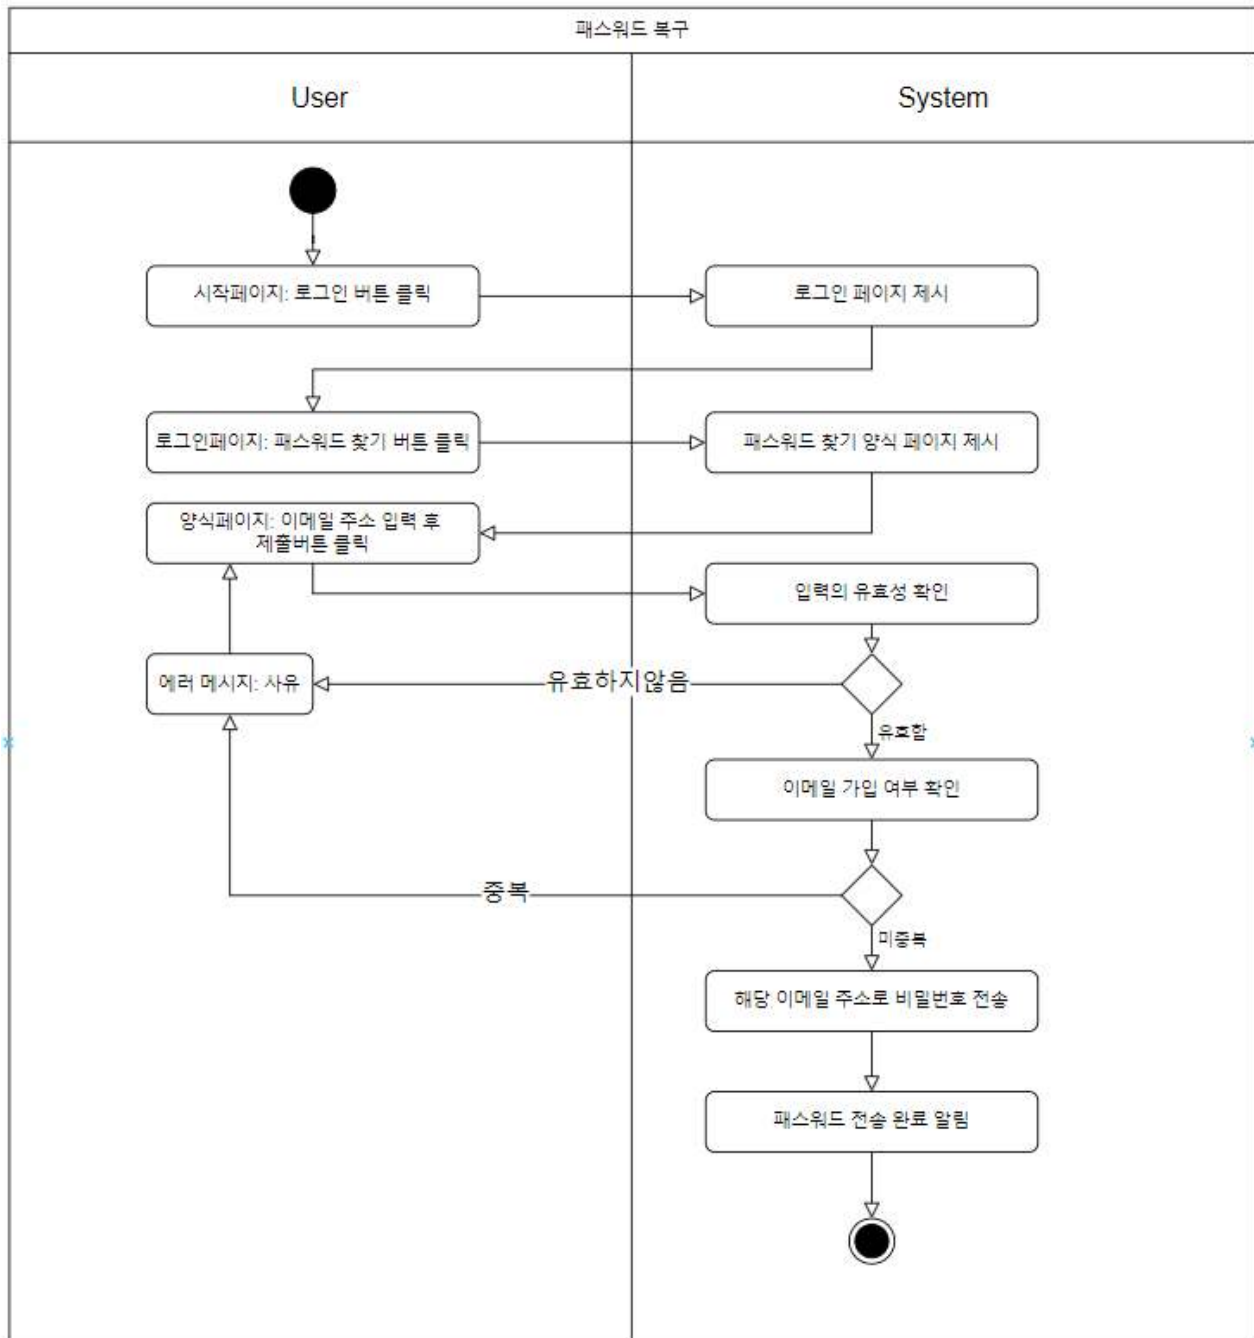 패스워드 복구
User
System
시작페이지: 로그인 버튼 클릭
로그인 페이지 제시
로그인페이지: 패스워드 찾기 버튼 클릭
패스워드 찾기 양식 페이지 제시
양식페이지: 이메일 주소 입력 후
제출버튼 클릭
입력의 유효성 확인
에러 메시지: 사유
유효하지않음
유효함
이메일 가입 여부 확인
중복
미중복
해당 이메일 주소로 비밀번호 전송
패스워드 전송 완료 알림